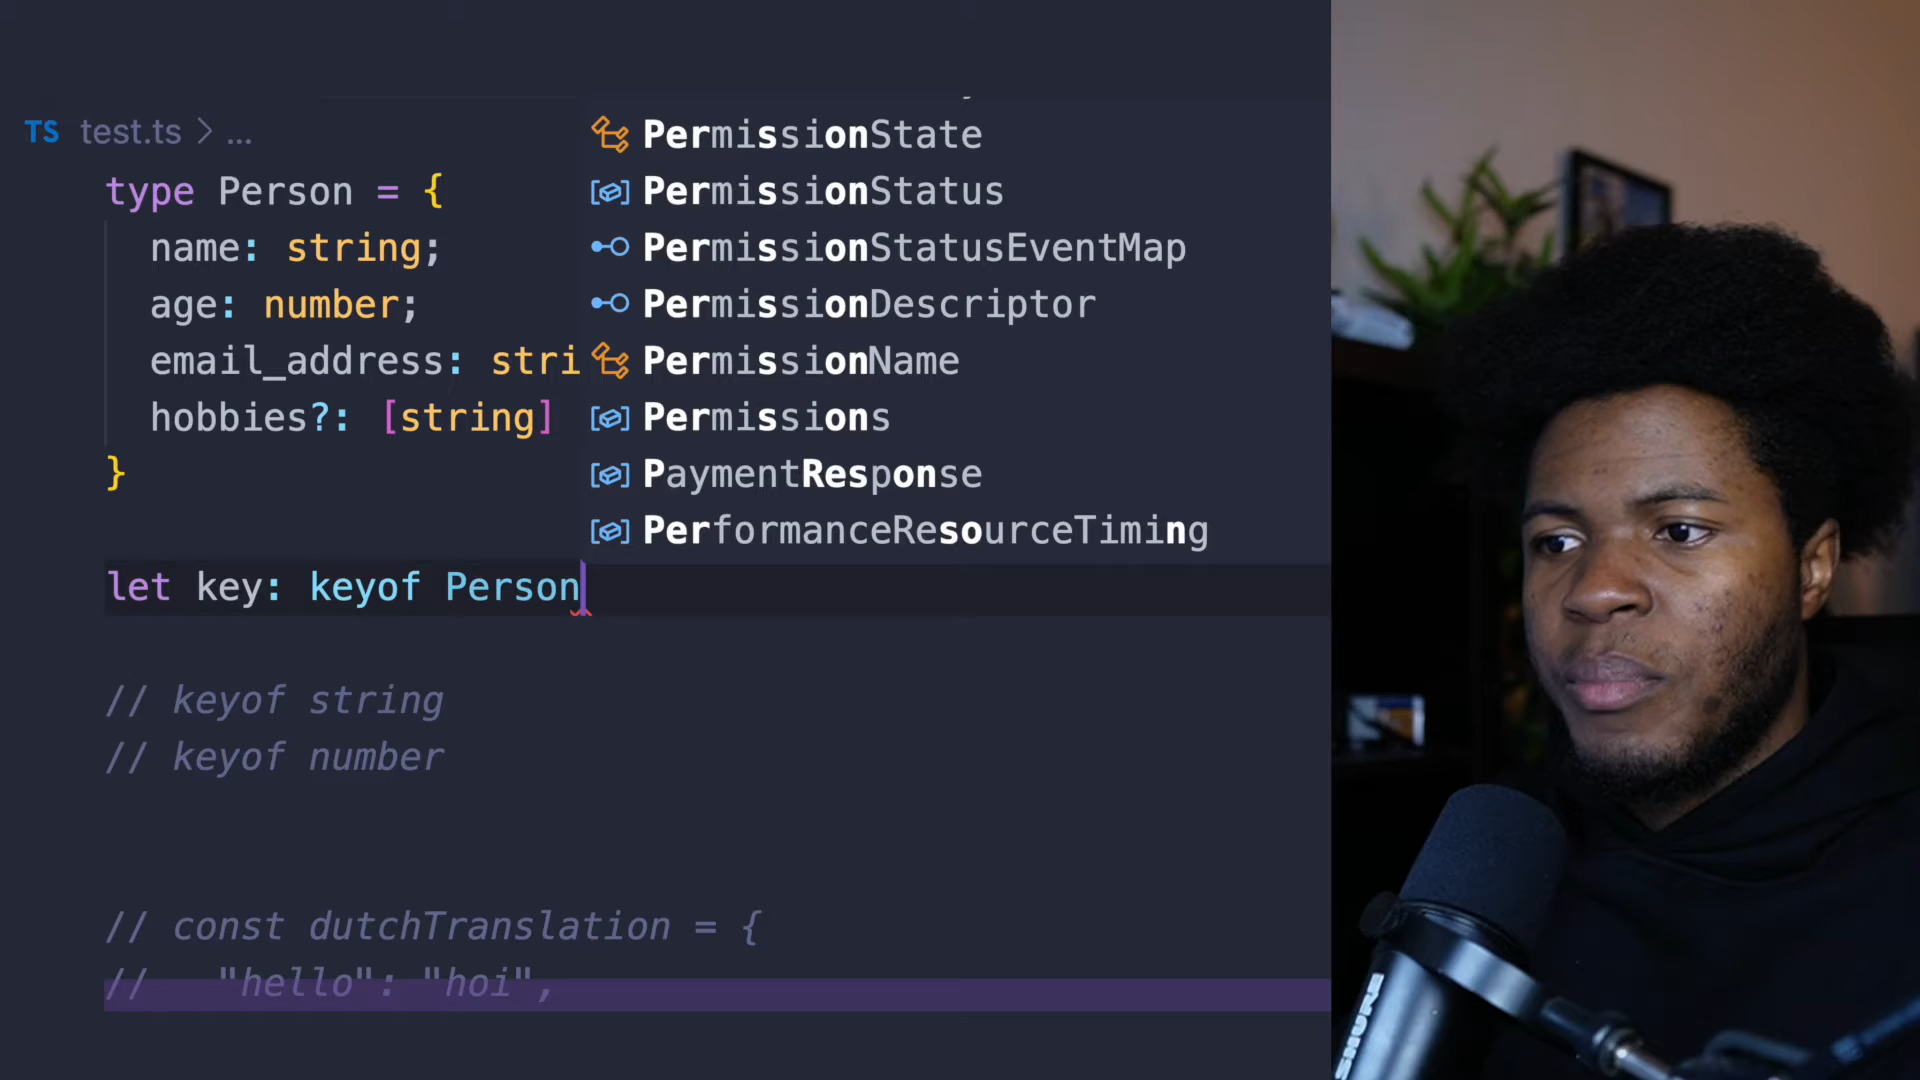 TS test.ts > ...
type Person = {
name: string;
age: number;
email_address: stri
hobbies?: [string]
}
PermissionState
PermissionStatus
PermissionStatusEventMap
PermissionDescriptor
PermissionName
Permissions
PaymentResponse
PerformanceResourceTiming
let key: keyof Person
// keyof string
// keyof number
// const dutchTranslation = {
// "hello": "hoi",
SHURE